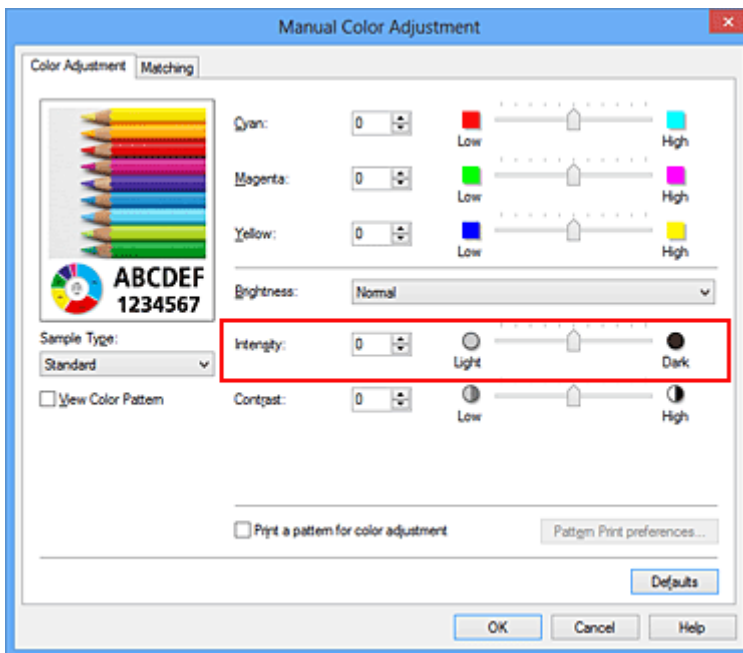 Manual Color Adjustment
Color Adjustment Matching
Cyan: 0 Low High
Magenta: 0 Low High
Yellow: 0 Low High
ABCDEF
1234567
Brightness: Normal
Sample Type:
Standard
Intensity: 0 Light Dark
View Color Pattern
Contrast: 0 Low High
Print a pattern for color adjustment Pattern Print preferences...
Defaults
OK Cancel Help